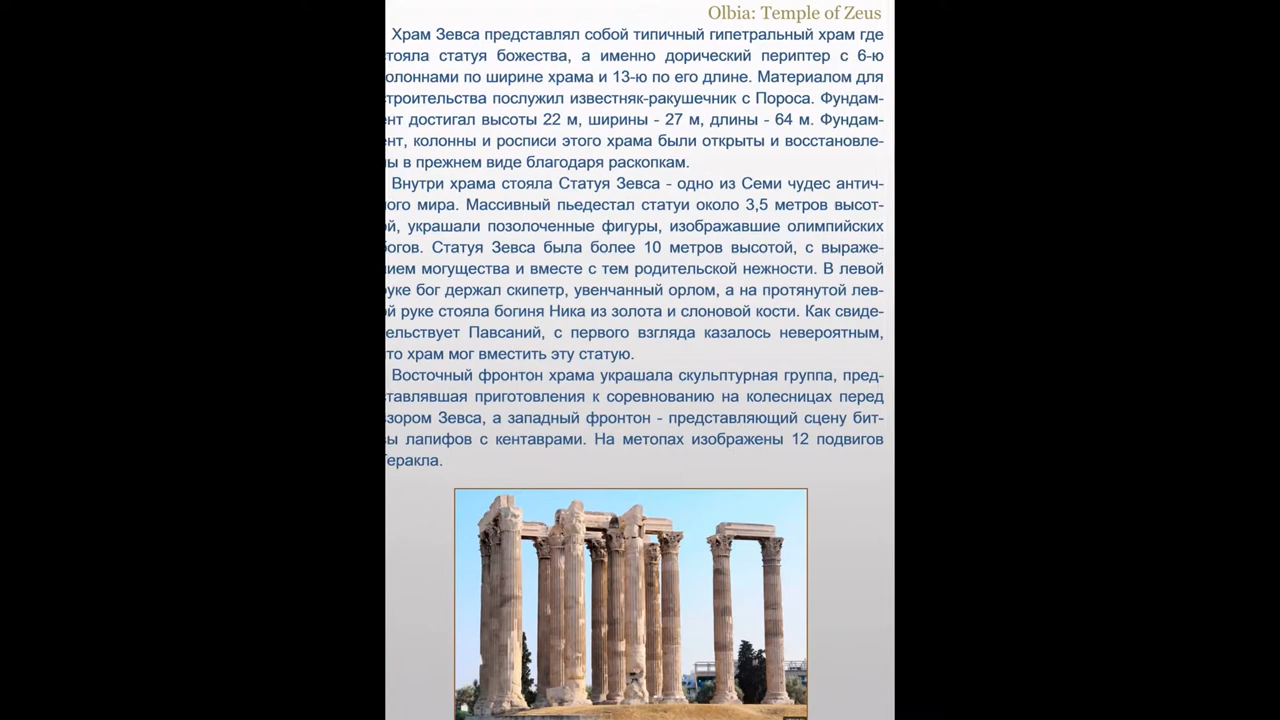 Olbia: Temple of Zeus
Храм Зевса представлял собой типичный гипетральный храм где
тояла статуя божества, а именно дорический периптер с 6-ю
олоннами по ширине храма и 13-ю по его длине. Материалом для
троительства послужил известняк-ракушечник с Пороса. Фундам-
ент достигал высоты 22 м, ширины - 27 м, длины - 64 м. Фундам-
ент, колонны и росписи этого храма были открыты и восстановле-
ы в прежнем виде благодаря раскопкам.
Внутри храма стояла Статуя Зевса - одно из Семи чудес антич-
ого мира. Массивный пьедестал статуи около 3,5 метров высот-
й, украшали позолоченные фигуры, изображавшие олимпийских
богов. Статуя Зевса была более 10 метров высотой, с выраже-
ием могущества и вместе с тем родительской нежности. В левой
руке бог держал скипетр, увенчанный орлом, а на протянутой лев-
й руке стояла богиня Ника из золота и слоновой кости. Как свиде-
ельствует Павсаний, с первого взгляда казалось невероятным,
то храм мог вместить эту статую.
Восточный фронтон храма украшала скульптурная группа, пред-
ставлявшая приготовления к соревнованию на колесницах перед
взором Зевса, а западный фронтон - представляющий сцену бит-
ы лапифов с кентаврами. На метопах изображены 12 подвигов
Геракла.